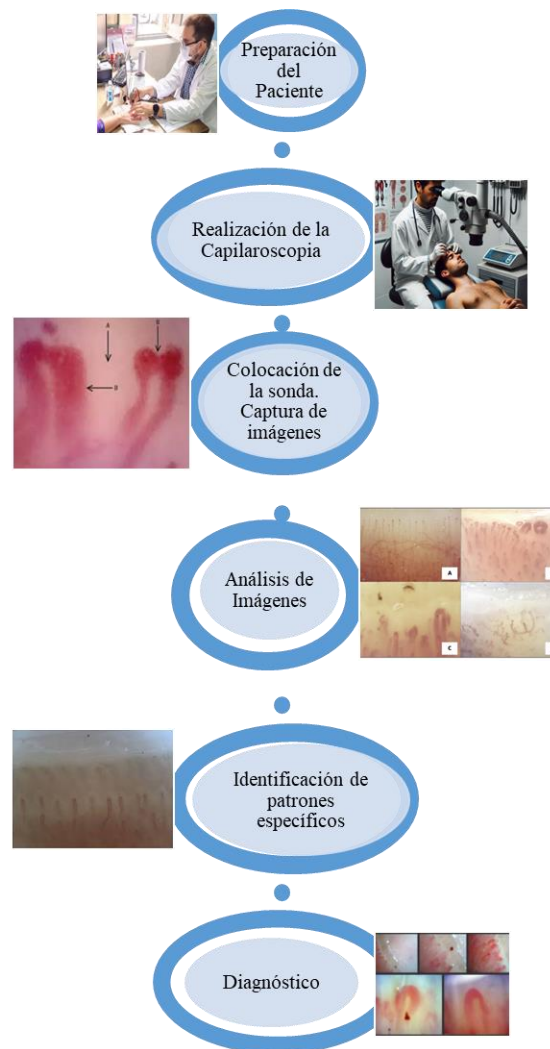 Preparación
del
Paciente
Realización de la
Capilaroscopia
A
B
B
Colocación de
la sonda.
Captura de
imágenes
Análisis de
Imágenes
A
C
Identificación de
patrones
específicos
Diagnóstico